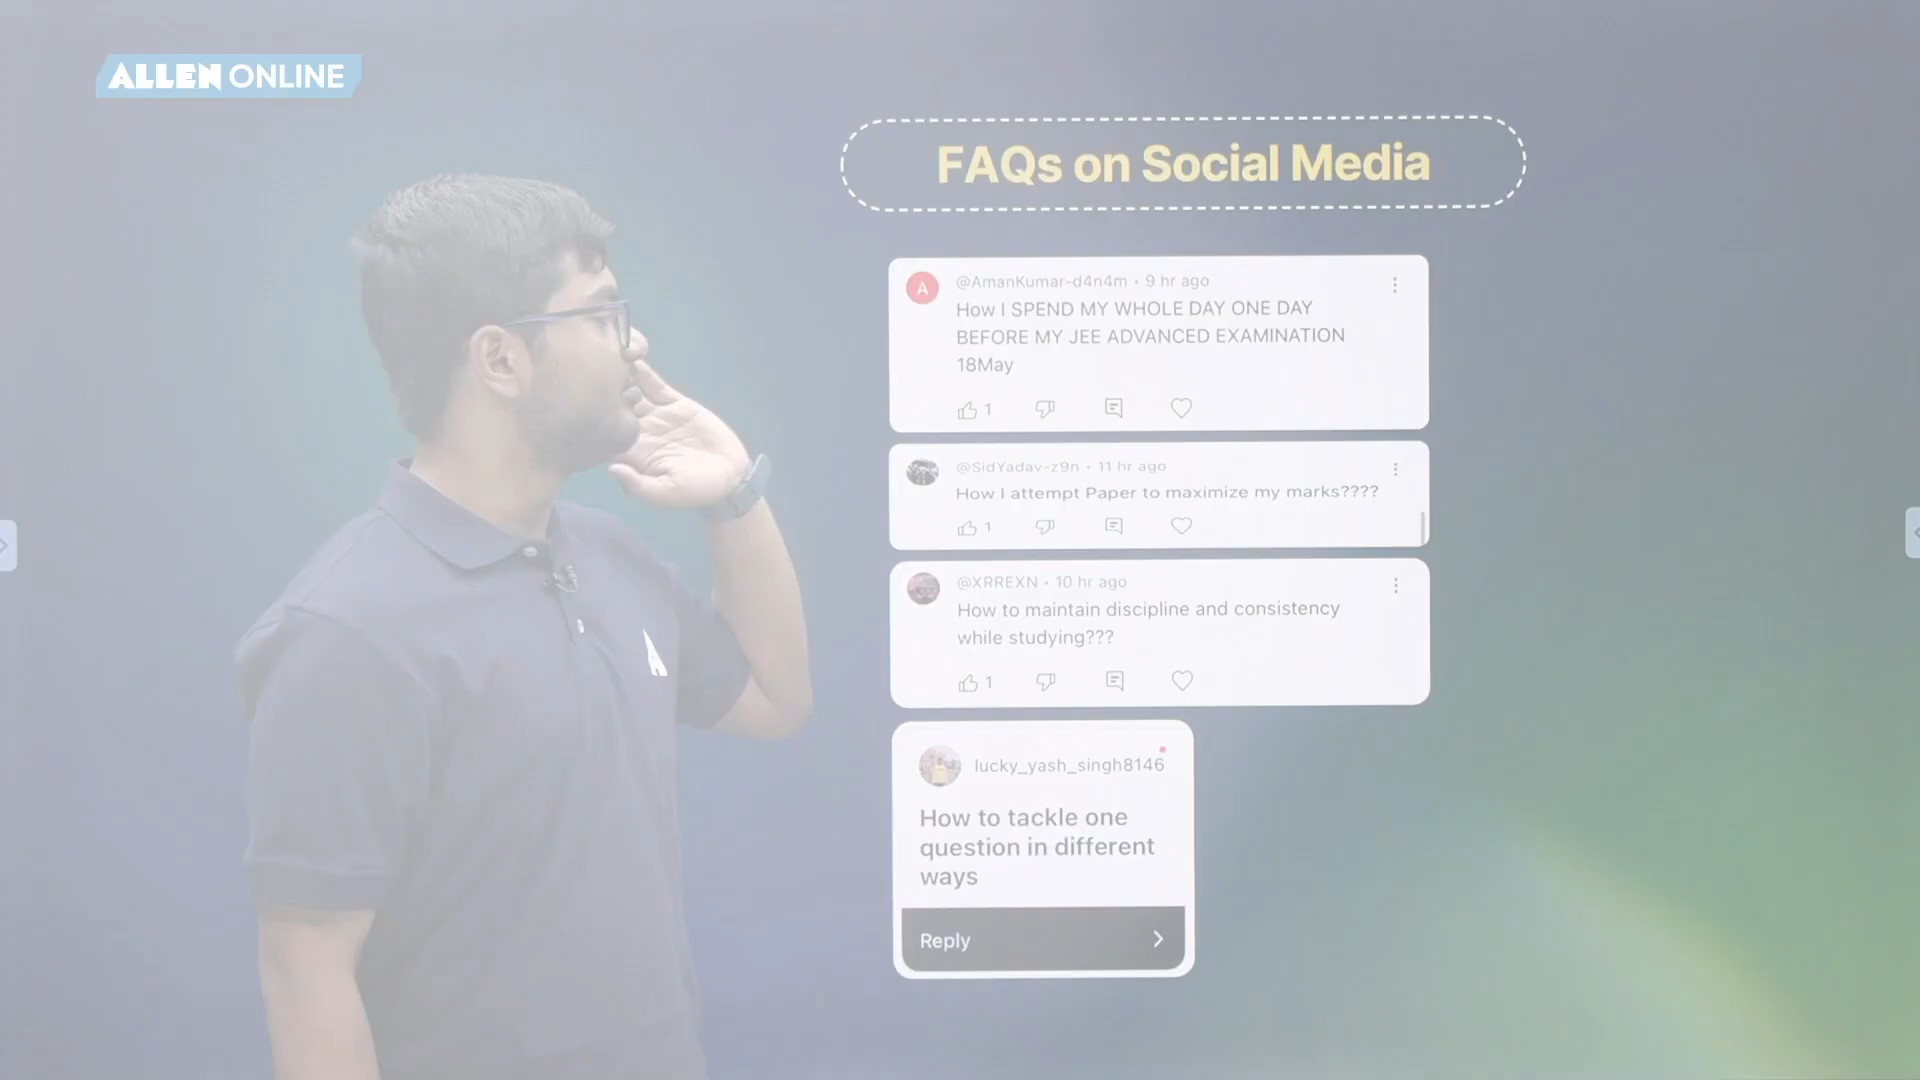 ALLEN ONLINE
FAQs on Social Media
A
@AmanKumar-d4n4m • 9 hr ago
How I SPEND MY WHOLE DAY ONE DAY
BEFORE MY JEE ADVANCED EXAMINATION
18May
1
@SidYadav-z9n • 11 hr ago
How I attempt Paper to maximize my marks????
1
@XRREXN • 10 hr ago
How to maintain discipline and consistency
while studying???
1
lucky_yash_singh8146
How to tackle one
question in different
ways
Reply